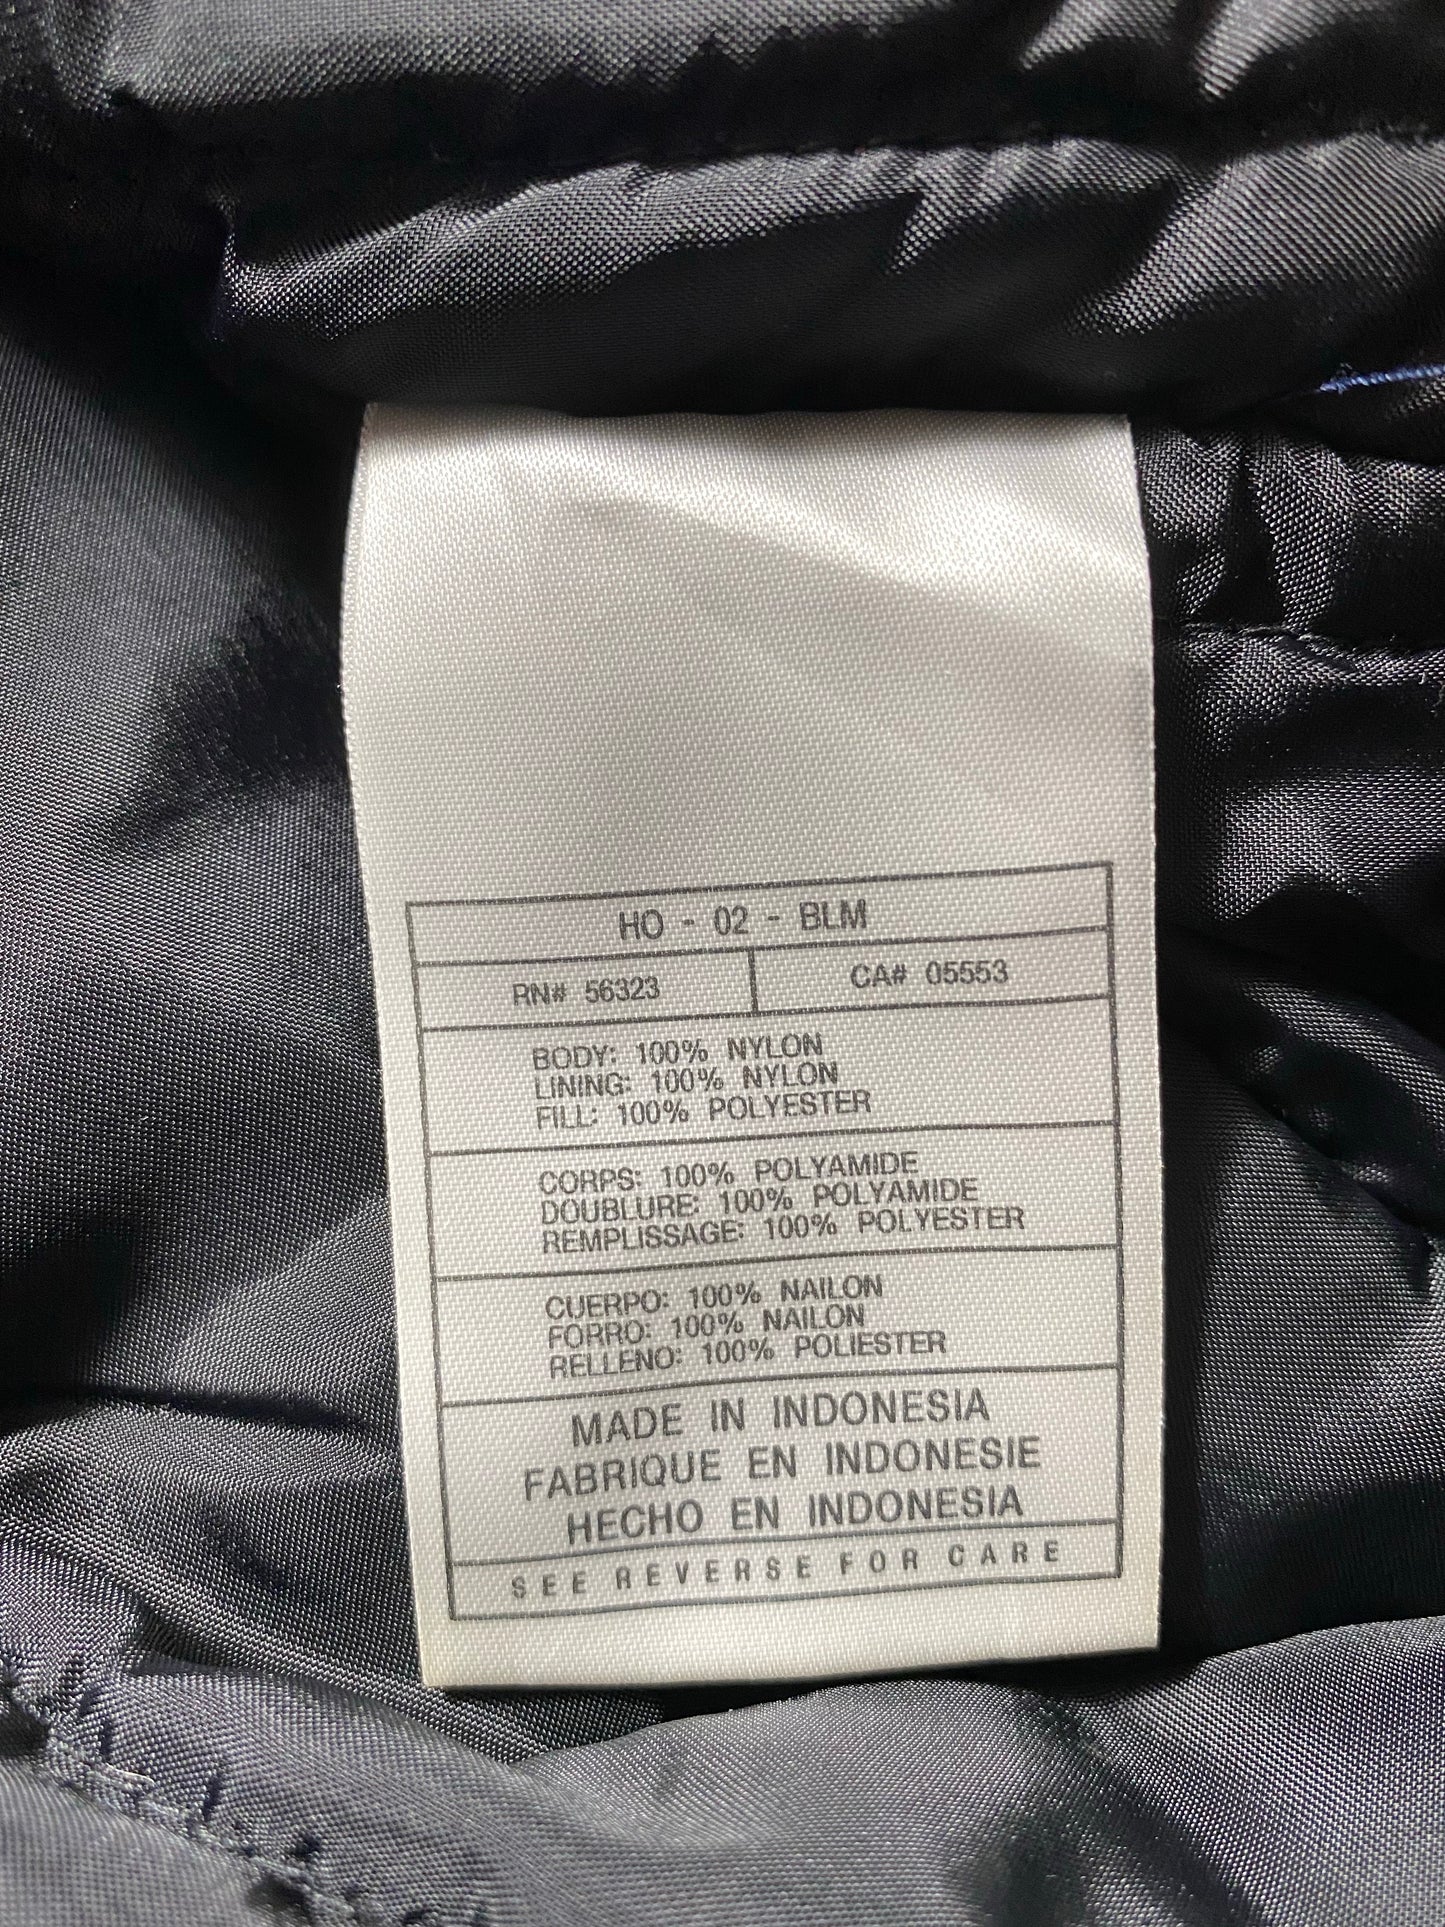 HO - 02 - BLM
RN# 56323
CA# 05553
BODY: 100% NYLON
LINING: 100% NYLON
FILL: 100% POLYESTER
CORPS: 100% POLYAMIDE
DOUBLURE: 100% POLYAMIDE
REMPLISSAGE: 100% POLYESTER
CUERPO: 100% NAILON
FORRO: 100% NAILON
RELLENO: 100% POLIESTER
MADE IN INDONESIA
FABRIQUE EN INDONESIE
HECHO EN INDONESIA
SEE REVERSE FOR CARE